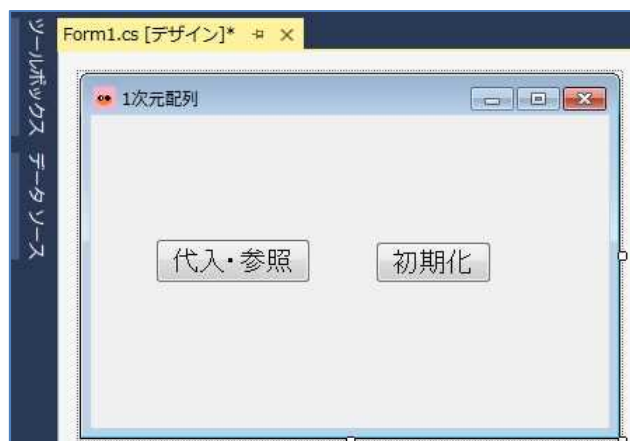 ツールボックス
データ ソース
Form1.cs [デザイン]*
1次元配列
代入・参照
初期化